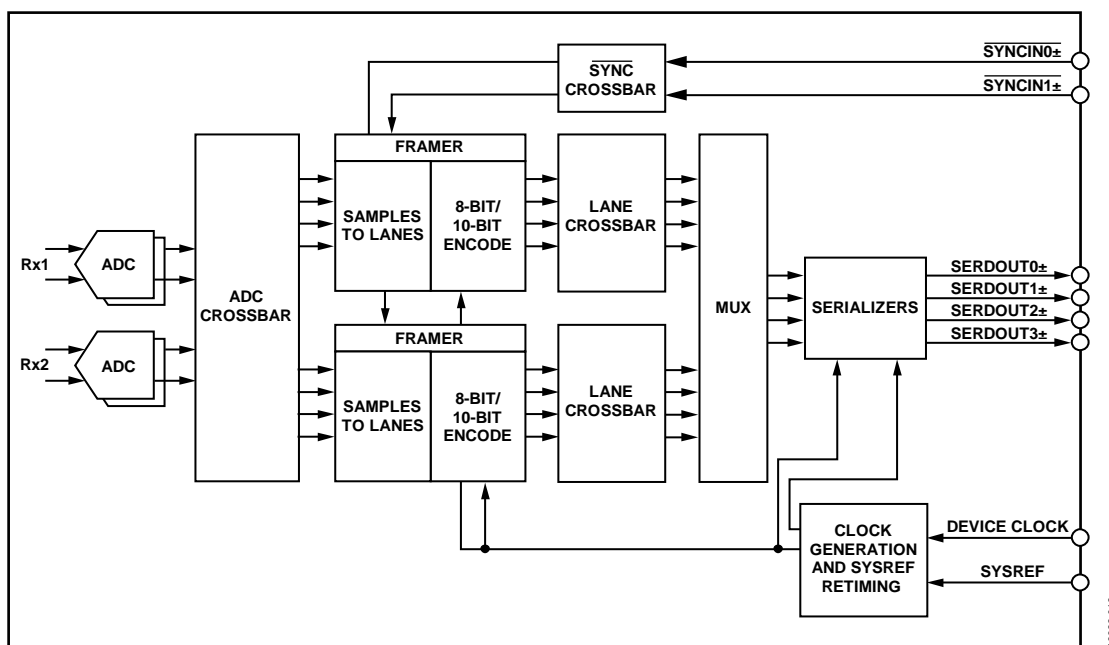 SYNCIN0±
SYNC
CROSSBAR
SYNCIN1±
FRAMER
SAMPLES
TO LANES
8-BIT/
10-BIT
ENCODE
LANE
CROSSBAR
Rx1
ADC
ADC
CROSSBAR
MUX
SERIALIZERS
SERDOUT0±
SERDOUT1±
SERDOUT2±
SERDOUT3±
Rx2
ADC
FRAMER
SAMPLES
TO LANES
8-BIT/
10-BIT
ENCODE
LANE
CROSSBAR
CLOCK
GENERATION
AND SYSREF
RETIMING
DEVICE CLOCK
SYSREF